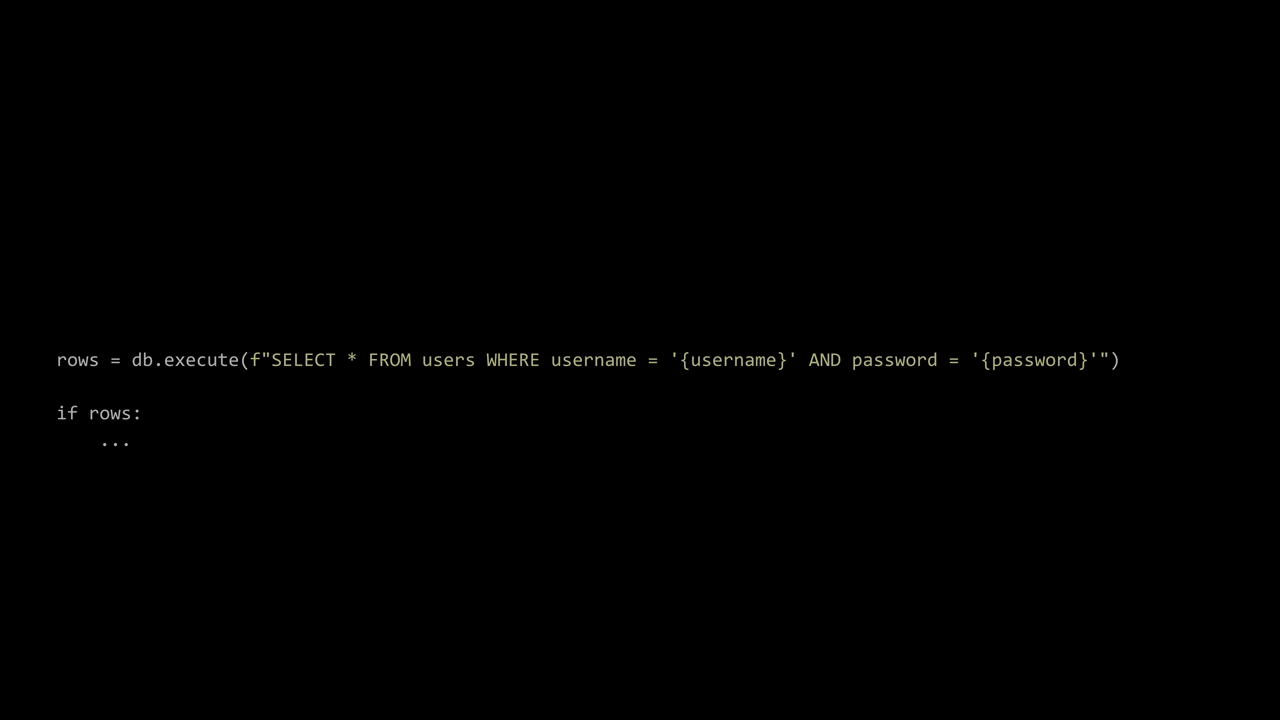 rows = db.execute(f"SELECT * FROM users WHERE username = '{username}' AND password = '{password}'")
if rows:
    ...